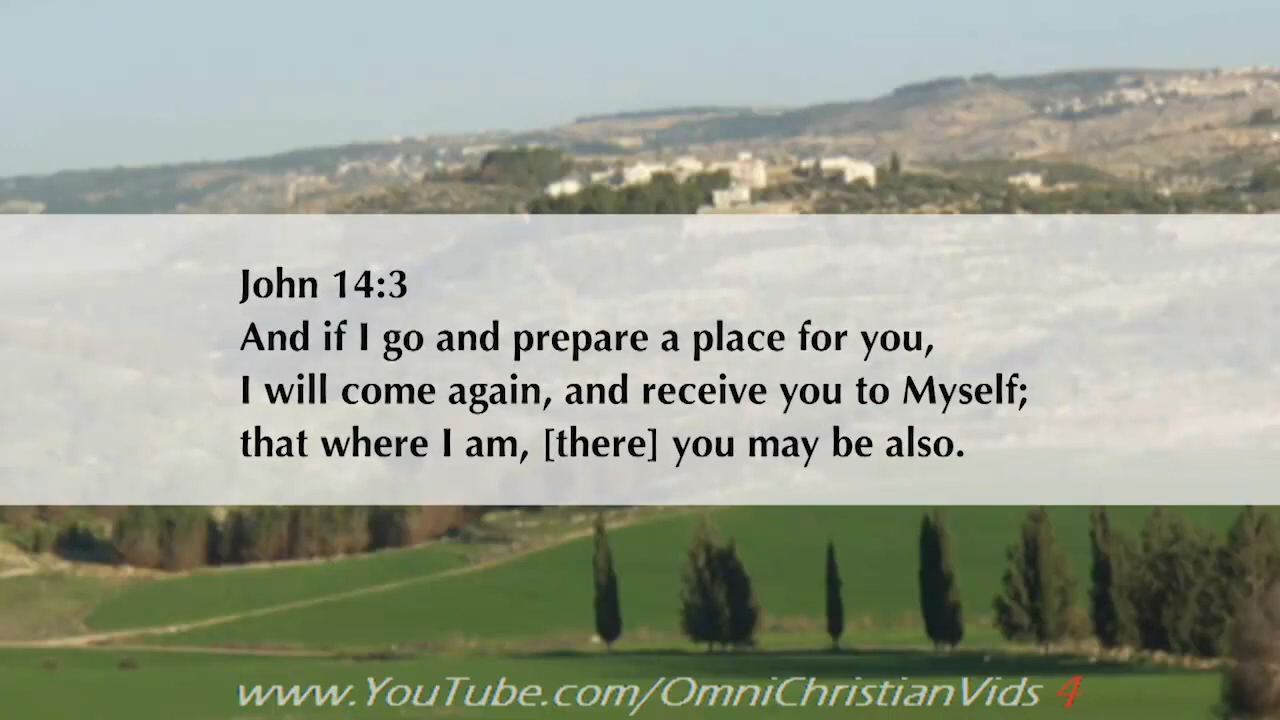 John 14:3
And if I go and prepare a place for you,
I will come again, and receive you to Myself;
that where I am, [there] you may be also.
www.YouTube.com/OmniChristianVids 4